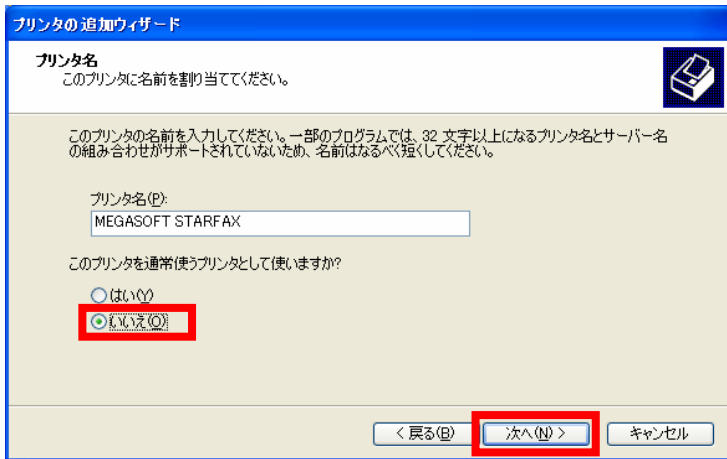 プリンタの追加ウィザード
プリンタ名
このプリンタに名前を割り当ててください。
このプリンタの名前を入力してください。一部のプログラムでは、32 文字以上になるプリンタ名とサーバー名
の組み合わせがサポートされていないため、名前はなるべく短くしてください。
プリンタ名(P):
MEGASOFT STARFAX
このプリンタを通常使うプリンタとして使いますか?
はい(Y)
いいえ(O)
< 戻る(B)
次へ(N) >
キャンセル